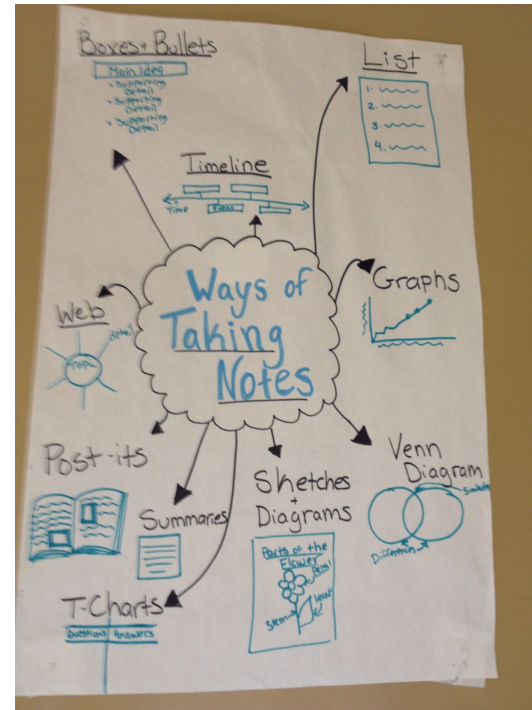 Boxes + Bullets
Main Idea
+ Supporting
Detail
+ Supporting
Detail
+ Supporting
Detail
List
1.
2.
3.
4.
Timeline
Time
Event
Ways of
Taking
Notes
Graphs
Web
detail
Topic
Post-its
Summaries
Sketches
+
Diagrams
Parts of the
Flower
Petal
leaf
Stem
Venn
Diagram
Differences
T-Charts
Questions Answers